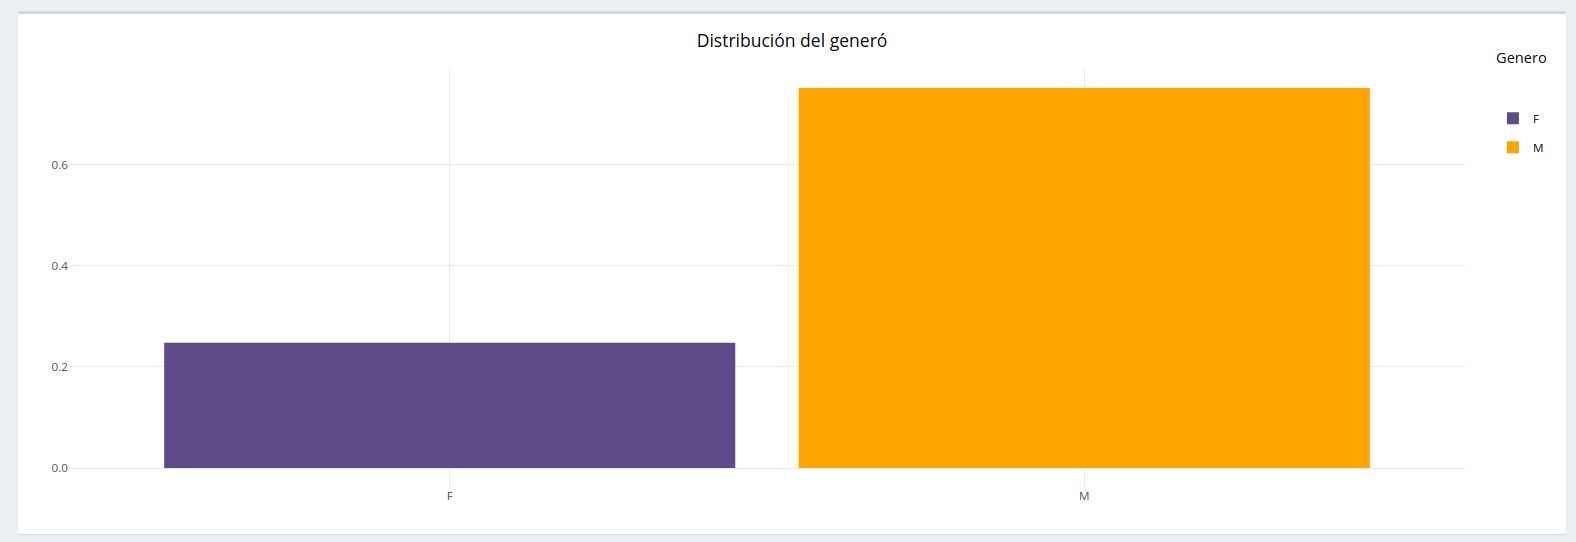 Distribución del generó
Genero
F
M
0.6
0.4
0.2
0.0
F
M